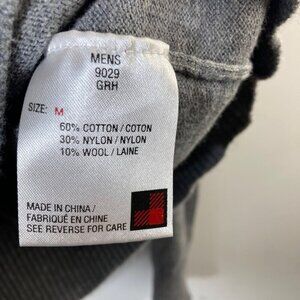 MENS
9029
GRH
SIZE: M
60% COTTON / COTON
30% NYLON / NYLON
10% WOOL / LAINE
MADE IN CHINA /
FABRIQUÉ EN CHINE
SEE REVERSE FOR CARE